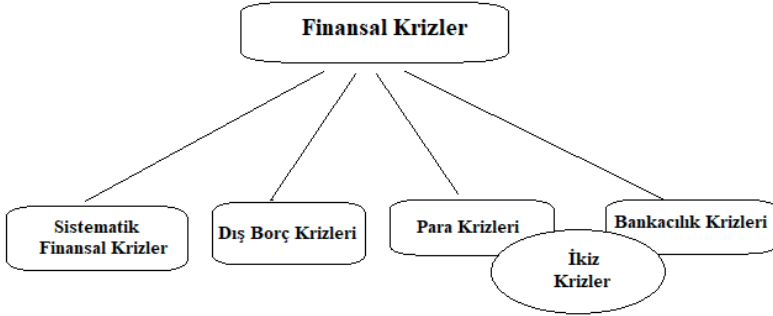 Finansal Krizler
Sistematik
Finansal Krizler
Dış Borç Krizleri
Para Krizleri
Bankacılık Krizleri
İkiz
Krizler